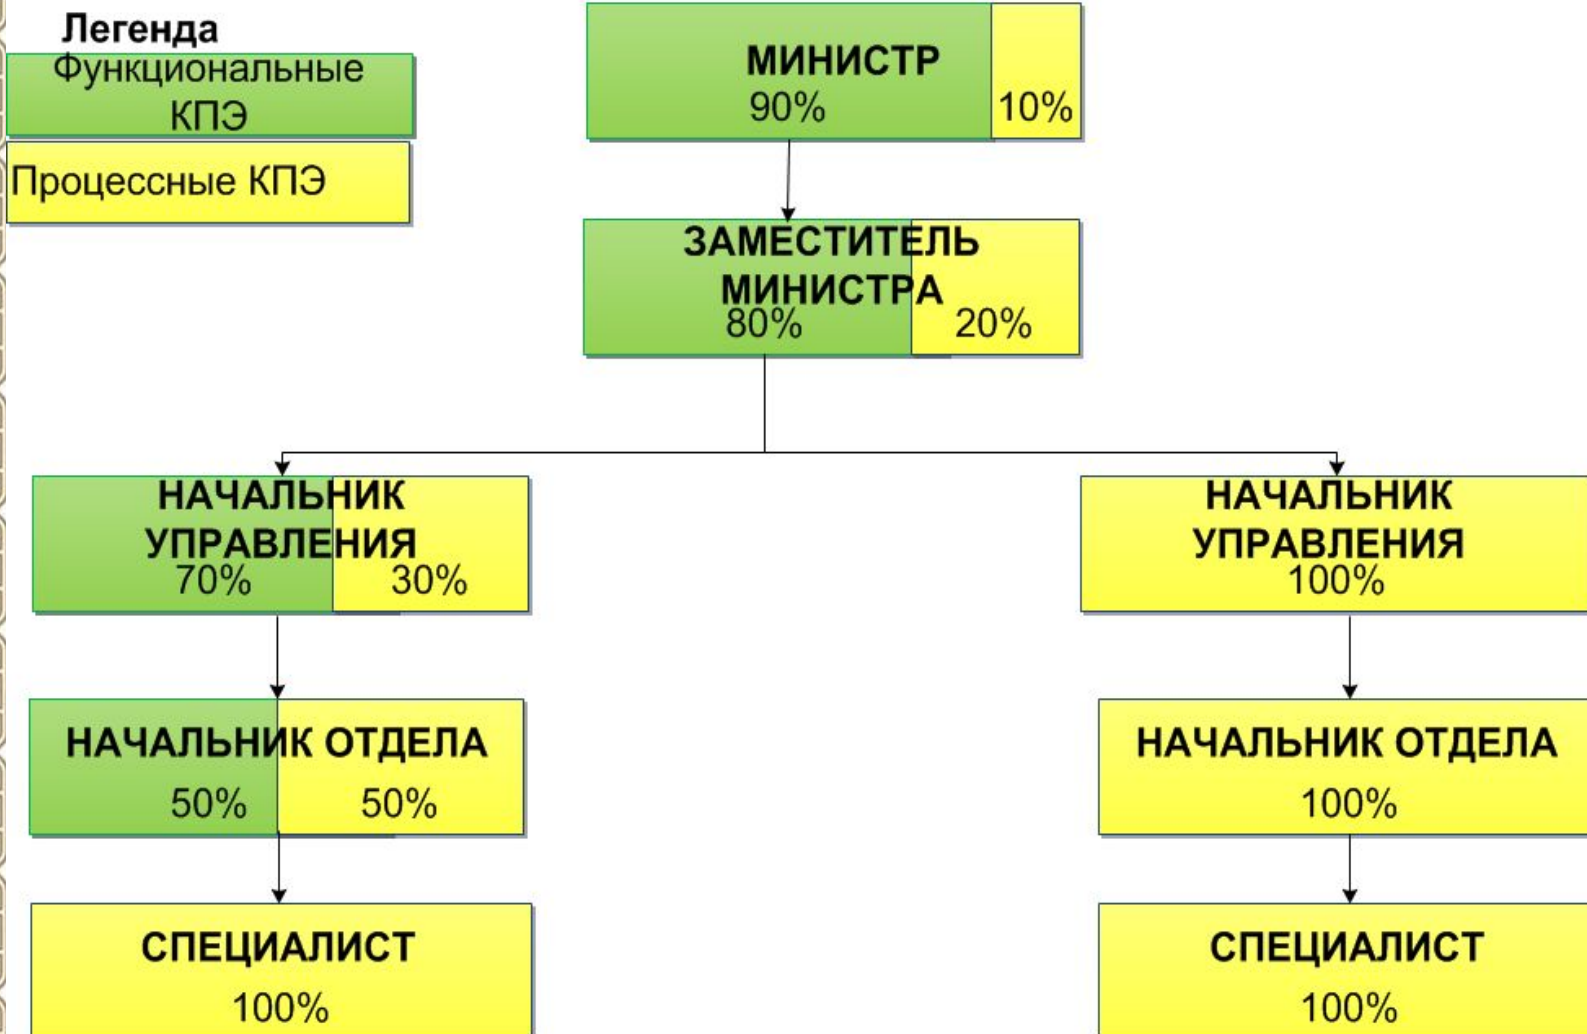 Легенда
Функциональные
КПЭ
Процессные КПЭ
МИНИСТР
90%
10%
ЗАМЕСТИТЕЛЬ
МИНИСТРА
80%
20%
НАЧАЛЬНИК
УПРАВЛЕНИЯ
70%
30%
НАЧАЛЬНИК
УПРАВЛЕНИЯ
100%
НАЧАЛЬНИК ОТДЕЛА
50%
50%
НАЧАЛЬНИК ОТДЕЛА
100%
СПЕЦИАЛИСТ
100%
СПЕЦИАЛИСТ
100%